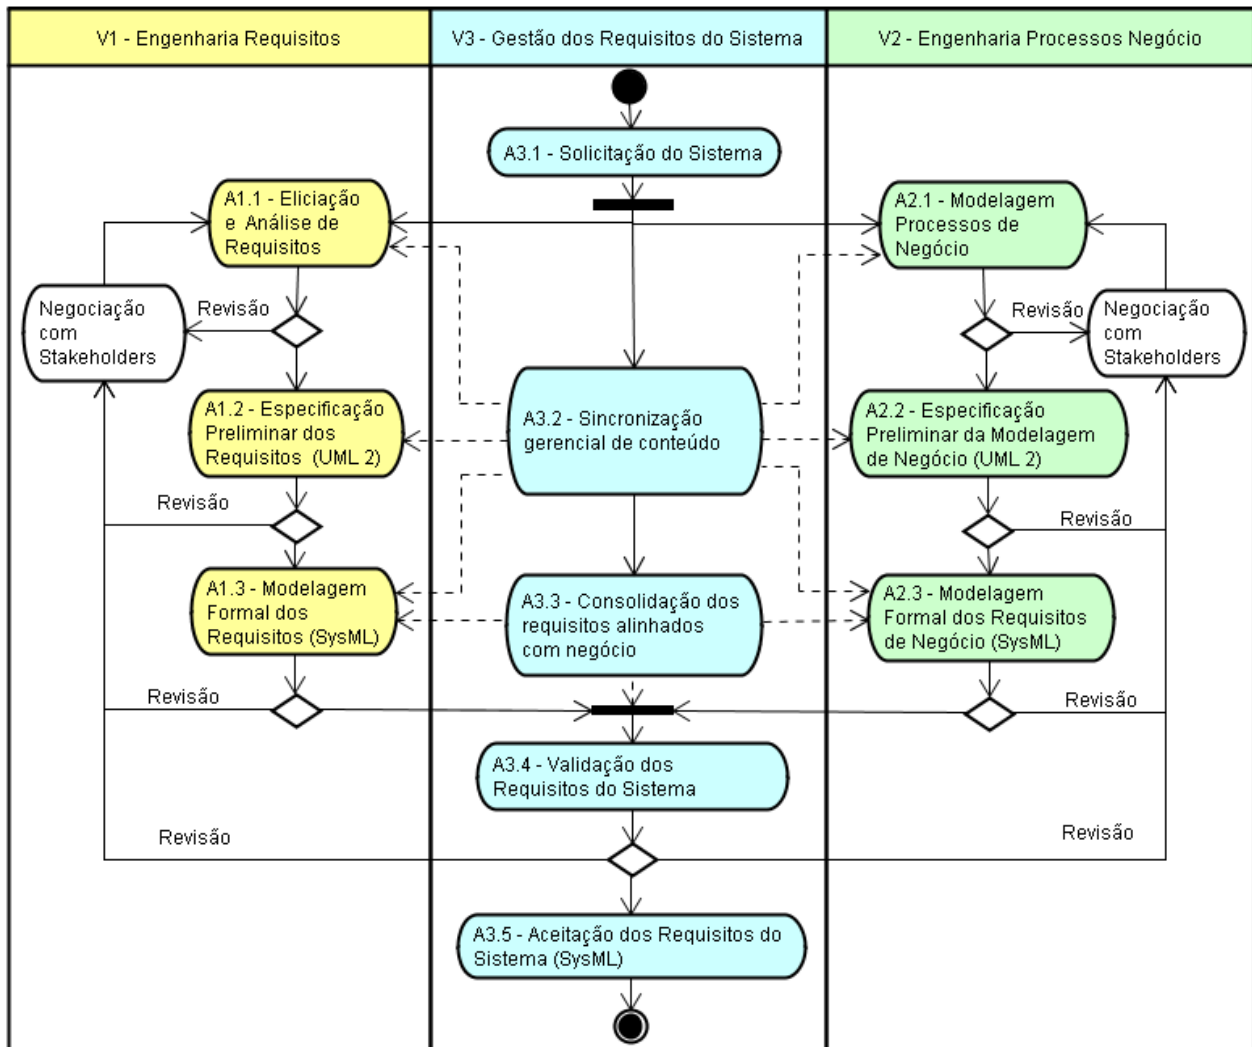 V1 - Engenharia Requisitos
V3 - Gestão dos Requisitos do Sistema
V2 - Engenharia Processos Negócio
A3.1 - Solicitação do Sistema
A1.1 - Eliciação
e Análise de
Requisitos
A2.1 - Modelagem
Processos de
Negócio
Negociação
com
Stakeholders
Revisão
Revisão
Negociação
com
Stakeholders
A1.2 - Especificação
Preliminar dos
Requisitos (UML 2)
A3.2 - Sincronização
gerencial de conteúdo
A2.2 - Especificação
Preliminar da Modelagem
de Negócio (UML 2)
Revisão
Revisão
A1.3 - Modelagem
Formal dos
Requisitos (SysML)
A3.3 - Consolidação dos
requisitos alinhados
com negócio
A2.3 - Modelagem
Formal dos Requisitos
de Negócio (SysML)
Revisão
Revisão
A3.4 - Validação dos
Requisitos do Sistema
Revisão
Revisão
A3.5 - Aceitação dos Requisitos do
Sistema (SysML)